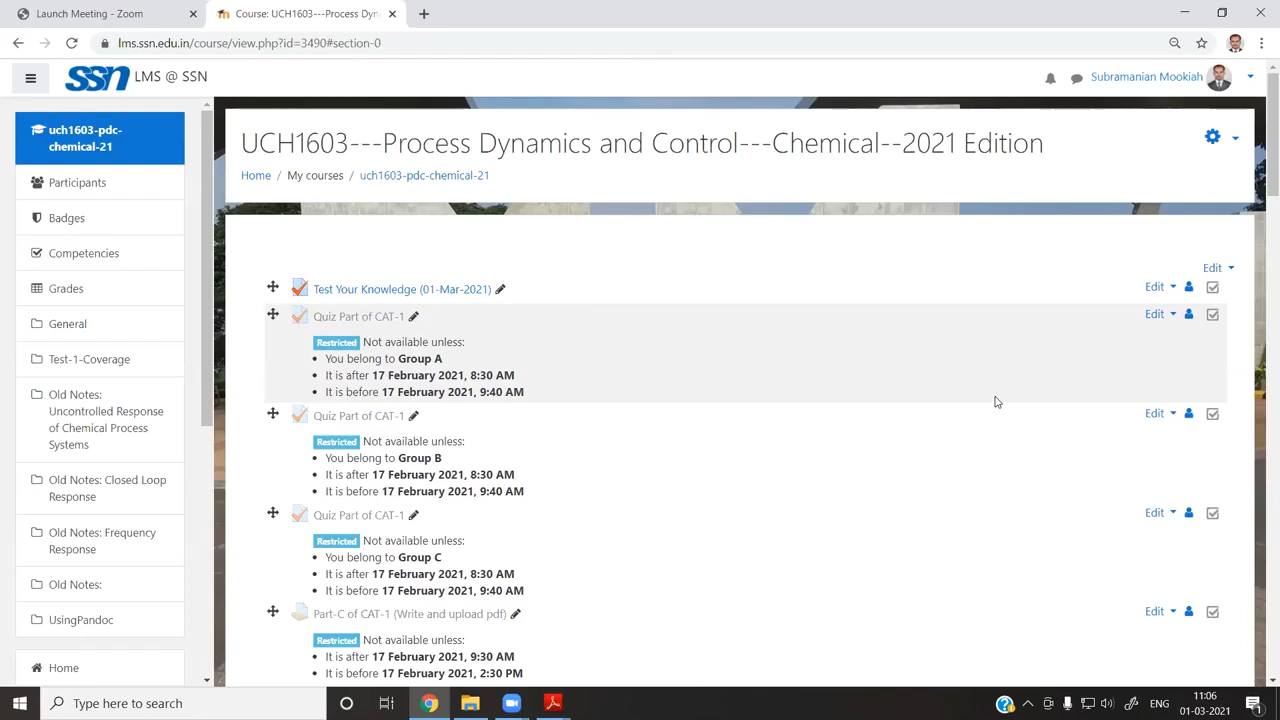 Launch Meeting - Zoom
Course: UCH1603---Process Dyn
lms.ssn.edu.in/course/view.php?id=3490#section-0
ssn LMS @ SSN
Subramanian Mookiah
uch1603-pdc-
chemical-21
Participants
Badges
Competencies
Grades
General
Test-1-Coverage
Old Notes:
Uncontrolled Response
of Chemical Process
Systems
Old Notes: Closed Loop
Response
Old Notes: Frequency
Response
Old Notes:
UsingPandoc
Home
UCH1603---Process Dynamics and Control---Chemical--2021 Edition
Home / My courses / uch1603-pdc-chemical-21
Edit
Test Your Knowledge (01-Mar-2021)
Edit
Quiz Part of CAT-1
Edit
Restricted Not available unless:
You belong to Group A
It is after 17 February 2021, 8:30 AM
It is before 17 February 2021, 9:40 AM
Quiz Part of CAT-1
Edit
Restricted Not available unless:
You belong to Group B
It is after 17 February 2021, 8:30 AM
It is before 17 February 2021, 9:40 AM
Quiz Part of CAT-1
Edit
Restricted Not available unless:
You belong to Group C
It is after 17 February 2021, 8:30 AM
It is before 17 February 2021, 9:40 AM
Part-C of CAT-1 (Write and upload pdf)
Edit
Restricted Not available unless:
It is after 17 February 2021, 9:30 AM
It is before 17 February 2021, 2:30 PM
Type here to search
ENG
11:06
01-03-2021